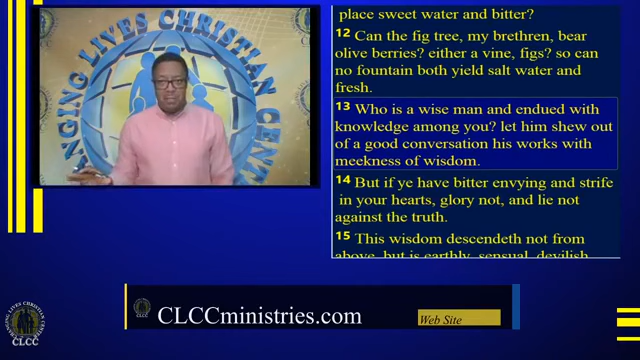 place sweet water and bitter?
12 Can the fig tree, my brethren, bear
olive berries? either a vine, figs? so can
no fountain both yield salt water and
fresh.
13 Who is a wise man and endued with
knowledge among you? let him shew out
of a good conversation his works with
meekness of wisdom.
14 But if ye have bitter envying and strife
in your hearts, glory not, and lie not
against the truth.
15 This wisdom descendeth not from
above, but is earthly, sensual, devilish
ANGING LIVES CHRISTIAN CENT
CLCCministries.com
Web Site
CHANGING LIVES CHRISTIAN CENTER
CLCC